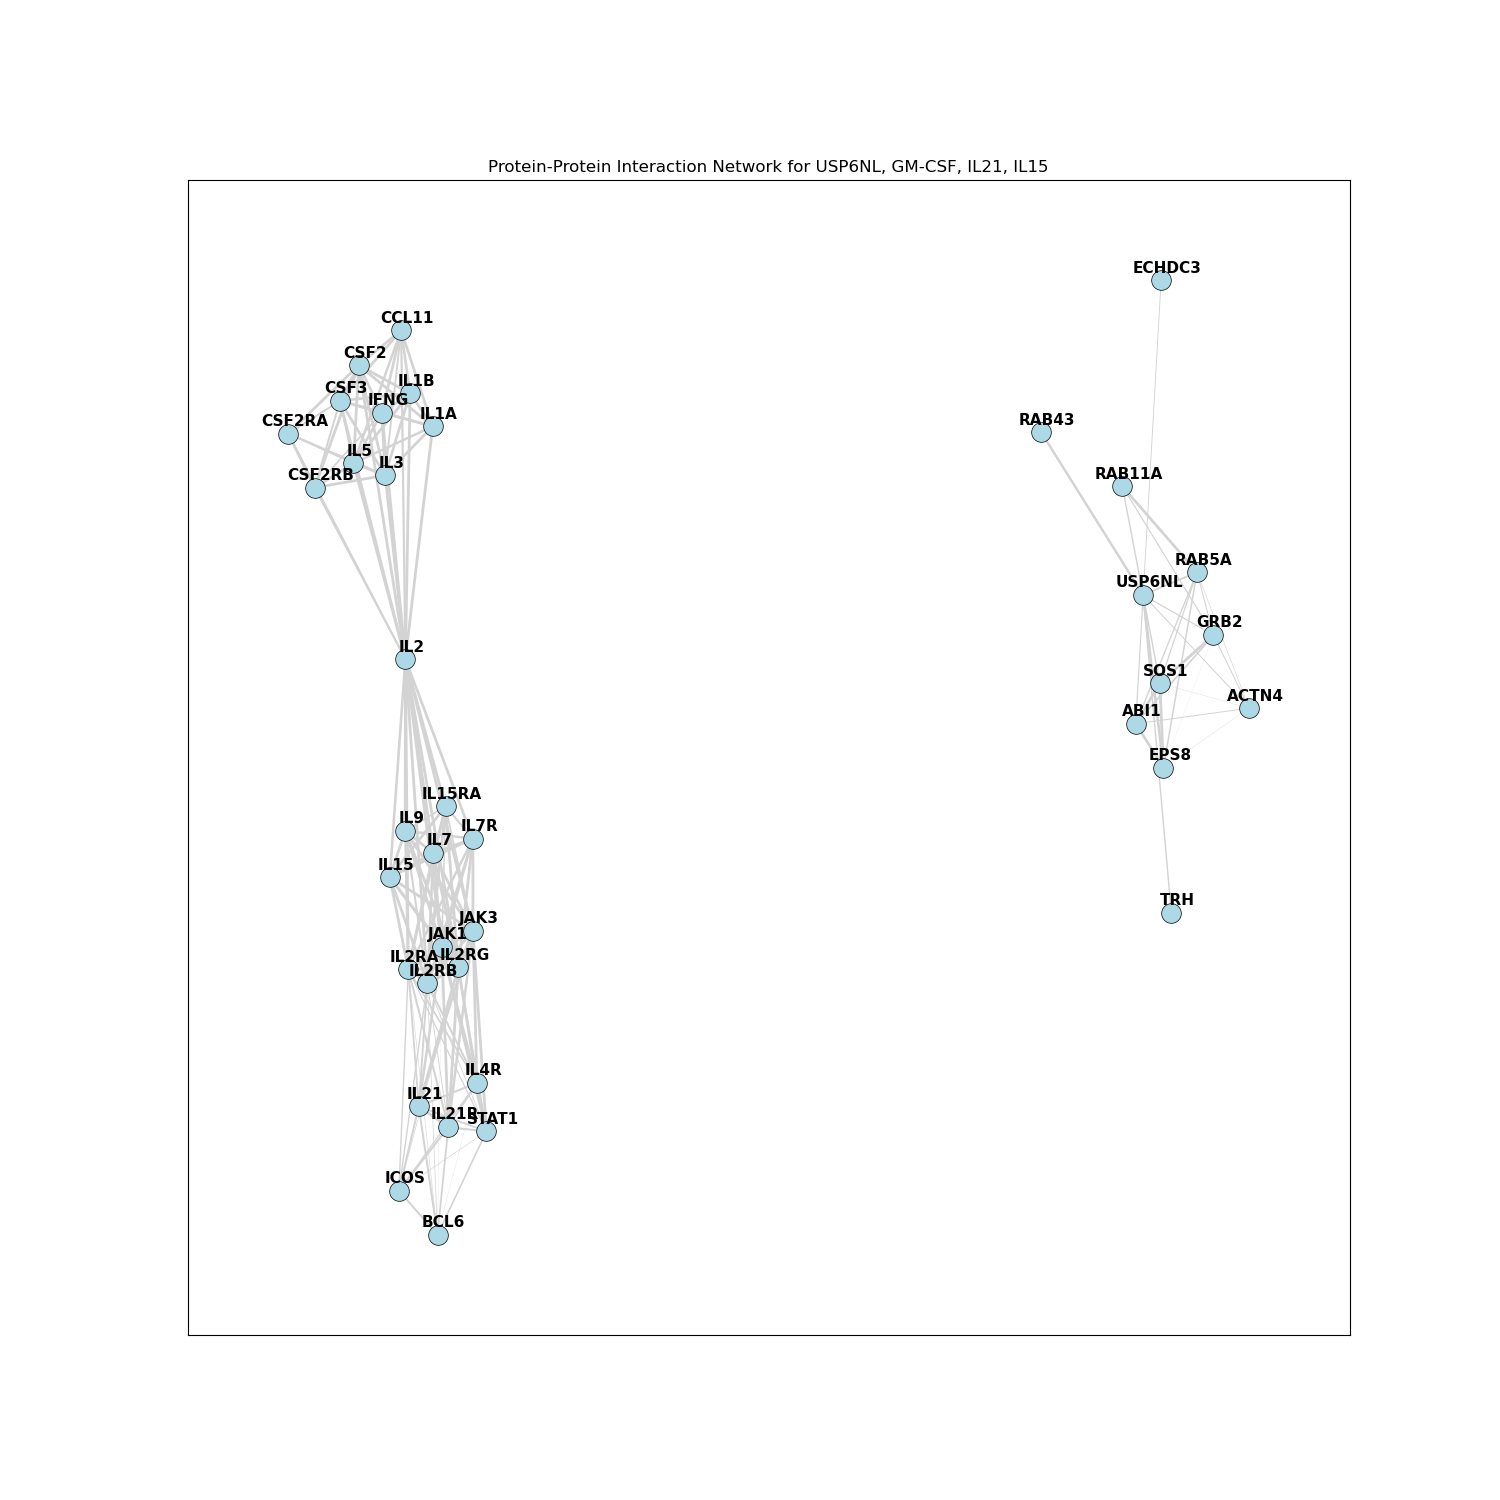 Protein-Protein Interaction Network for USP6NL, GM-CSF, IL21, IL15
ECHDC3
CCL11
CSF2
IL1B
CSF3
IFNG
IL1A
CSF2RA
RAB43
IL5
IL3
CSF2RB
RAB11A
RAB5A
USP6NL
GRB2
IL2
SOS1
ACTN4
ABI1
EPS8
IL15RA
IL9
IL7R
IL7
IL15
TRH
JAK3
JAK1
IL2RG
IL2RA
IL2RB
IL4R
IL21
IL21R
STAT1
ICOS
BCL6